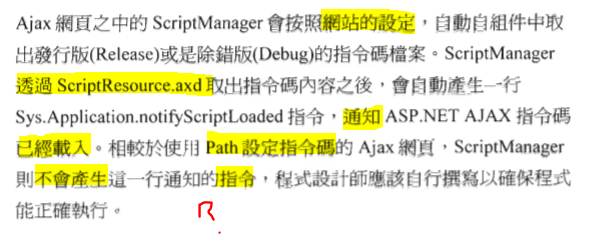 Ajax 網頁之中的 ScriptManager 會按照網站的設定，自動自組件中取
出發行版(Release)或是除錯版(Debug)的指令碼檔案。ScriptManager
透過 ScriptResource.axd 取出指令碼內容之後，會自動產生一行
Sys.Application.notifyScriptLoaded 指令，通知 ASP.NET AJAX 指令碼
已經載入。相較於使用 Path 設定指令碼的 Ajax 網頁，ScriptManager
則不會產生這一行通知的指令，程式設計師應該自行撰寫以確保程式
能正確執行。